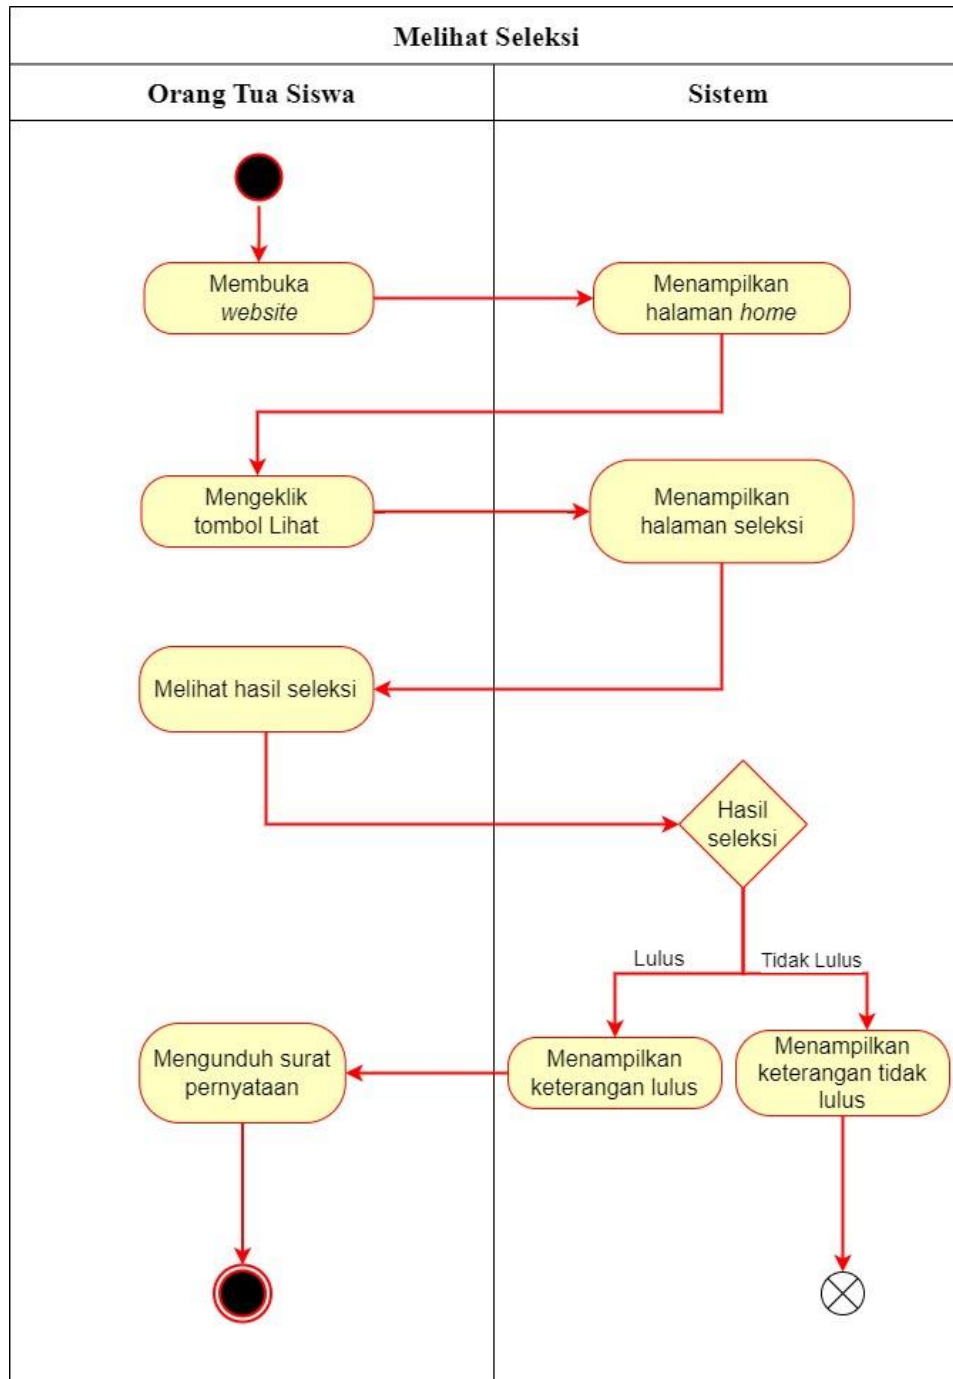 Melihat Seleksi
Orang Tua Siswa
Sistem
Membuka
website
Menampilkan
halaman home
Mengeklik
tombol Lihat
Menampilkan
halaman seleksi
Melihat hasil seleksi
Hasil
seleksi
Lulus
Tidak Lulus
Mengunduh surat
pernyataan
Menampilkan
keterangan lulus
Menampilkan
keterangan tidak
lulus